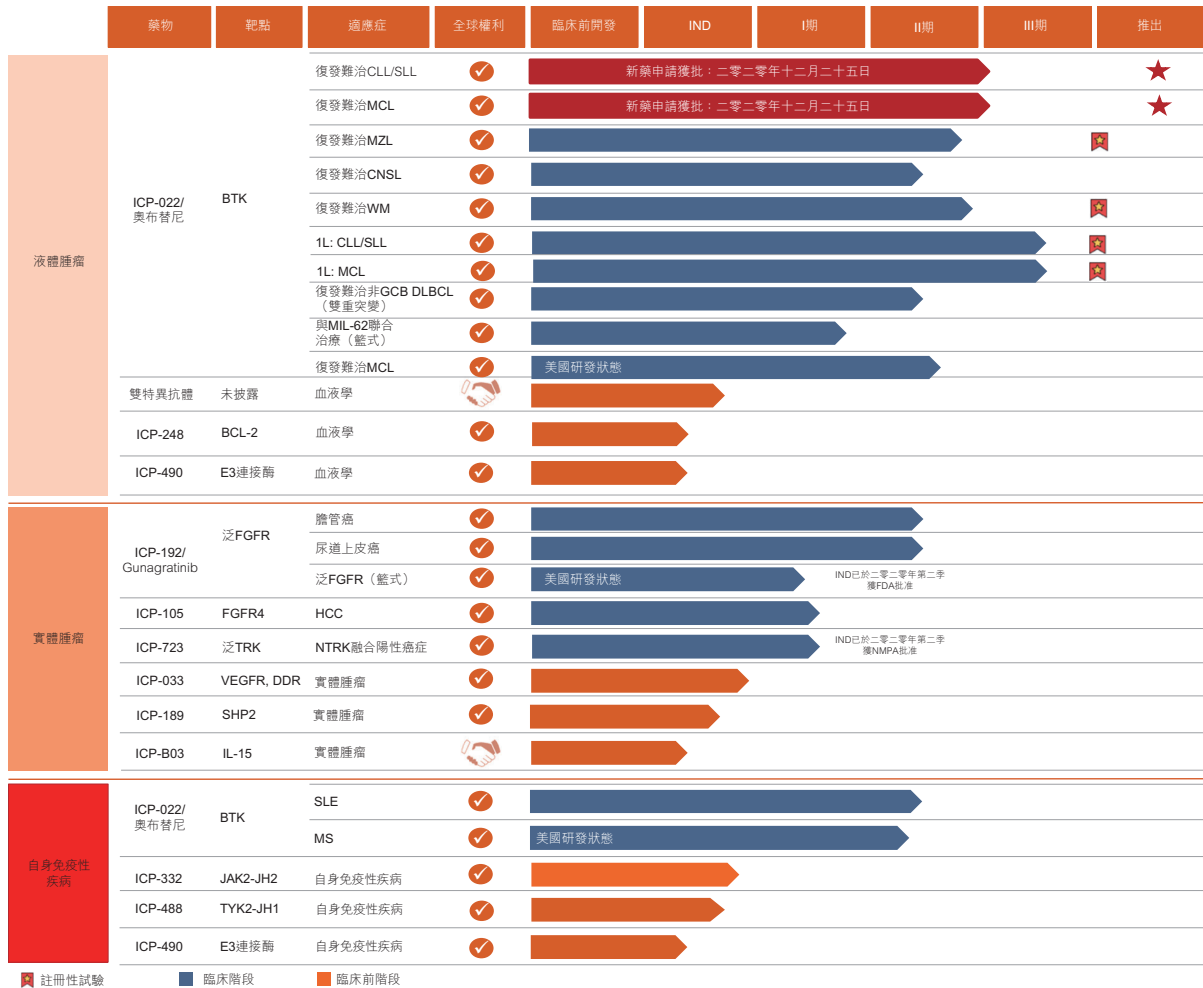 藥物 靶點 適應症 全球權利 臨床前開發 IND I期 II期 III期 推出
液體腫瘤
ICP-022/
奧布替尼
BTK
復發難治CLL/SLL
新藥申請獲批：二零二零年十二月二十五日
復發難治MCL
新藥申請獲批：二零二零年十二月二十五日
復發難治MZL
復發難治CNSL
復發難治WM
1L: CLL/SLL
1L: MCL
復發難治非GCB DLBCL
（雙重突變）
與MIL-62聯合
治療（籃式）
復發難治MCL
美國研發狀態
雙特異抗體 未披露 血液學
ICP-248 BCL-2 血液學
ICP-490 E3連接酶 血液學
實體腫瘤
ICP-192/
Gunagratinib
泛FGFR
膽管癌
尿道上皮癌
泛FGFR（籃式）
美國研發狀態
IND已於二零二零年第二季
獲FDA批准
ICP-105 FGFR4 HCC
ICP-723 泛TRK NTRK融合陽性癌症
IND已於二零二零年第二季
獲NMPA批准
ICP-033 VEGFR, DDR 實體腫瘤
ICP-189 SHP2 實體腫瘤
ICP-B03 IL-15 實體腫瘤
自身免疫性
疾病
ICP-022/
奧布替尼
BTK
SLE
MS
美國研發狀態
ICP-332 JAK2-JH2 自身免疫性疾病
ICP-488 TYK2-JH1 自身免疫性疾病
ICP-490 E3連接酶 自身免疫性疾病
註冊性試驗 臨床階段 臨床前階段